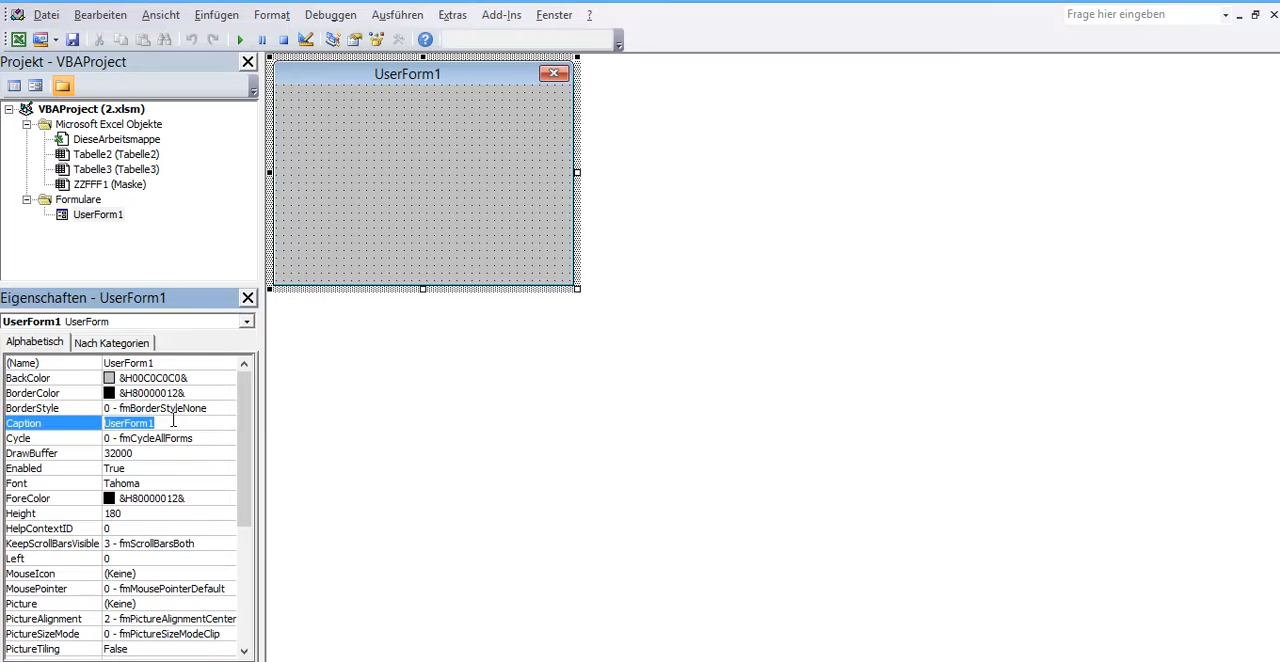 Datei Bearbeiten Ansicht Einfügen Format Debuggen Ausführen Extras Add-Ins Fenster ? Frage hier eingeben
Projekt - VBAProject
VBAProject (2.xlsm)
Microsoft Excel Objekte
DieseArbeitsmappe
Tabelle2 (Tabelle2)
Tabelle3 (Tabelle3)
ZZFFF1 (Maske)
Formulare
UserForm1
UserForm1
Eigenschaften - UserForm1
UserForm1 UserForm
Alphabetisch Nach Kategorien
(Name) UserForm1
BackColor &H00C0C0C0&
BorderColor &H80000012&
BorderStyle 0 - fmBorderStyleNone
Caption UserForm1
Cycle 0 - fmCycleAllForms
DrawBuffer 32000
Enabled True
Font Tahoma
ForeColor &H80000012&
Height 180
HelpContextID 0
KeepScrollBarsVisible 3 - fmScrollBarsBoth
Left 0
MouseIcon (Keine)
MousePointer 0 - fmMousePointerDefault
Picture (Keine)
PictureAlignment 2 - fmPictureAlignmentCenter
PictureSizeMode 0 - fmPictureSizeModeClip
PictureTiling False